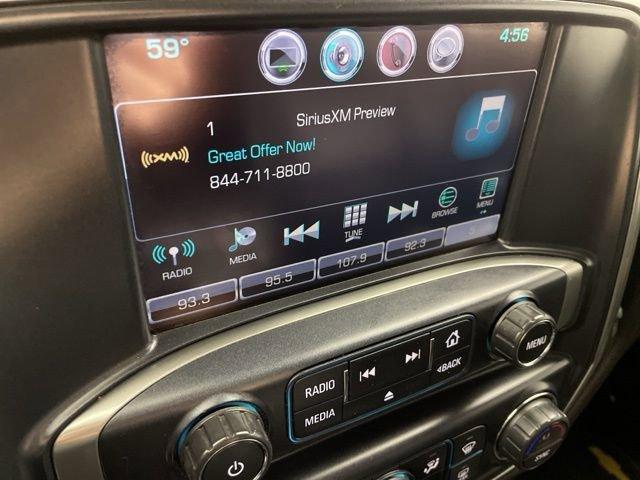 59°
4:56
1
SiriusXM Preview
((XM))
Great Offer Now!
844-711-8800
RADIO
MEDIA
TUNE
BROWSE
MENU
93.3
95.5
107.9
92.3
RADIO
MEDIA
BACK
MENU
SYNC